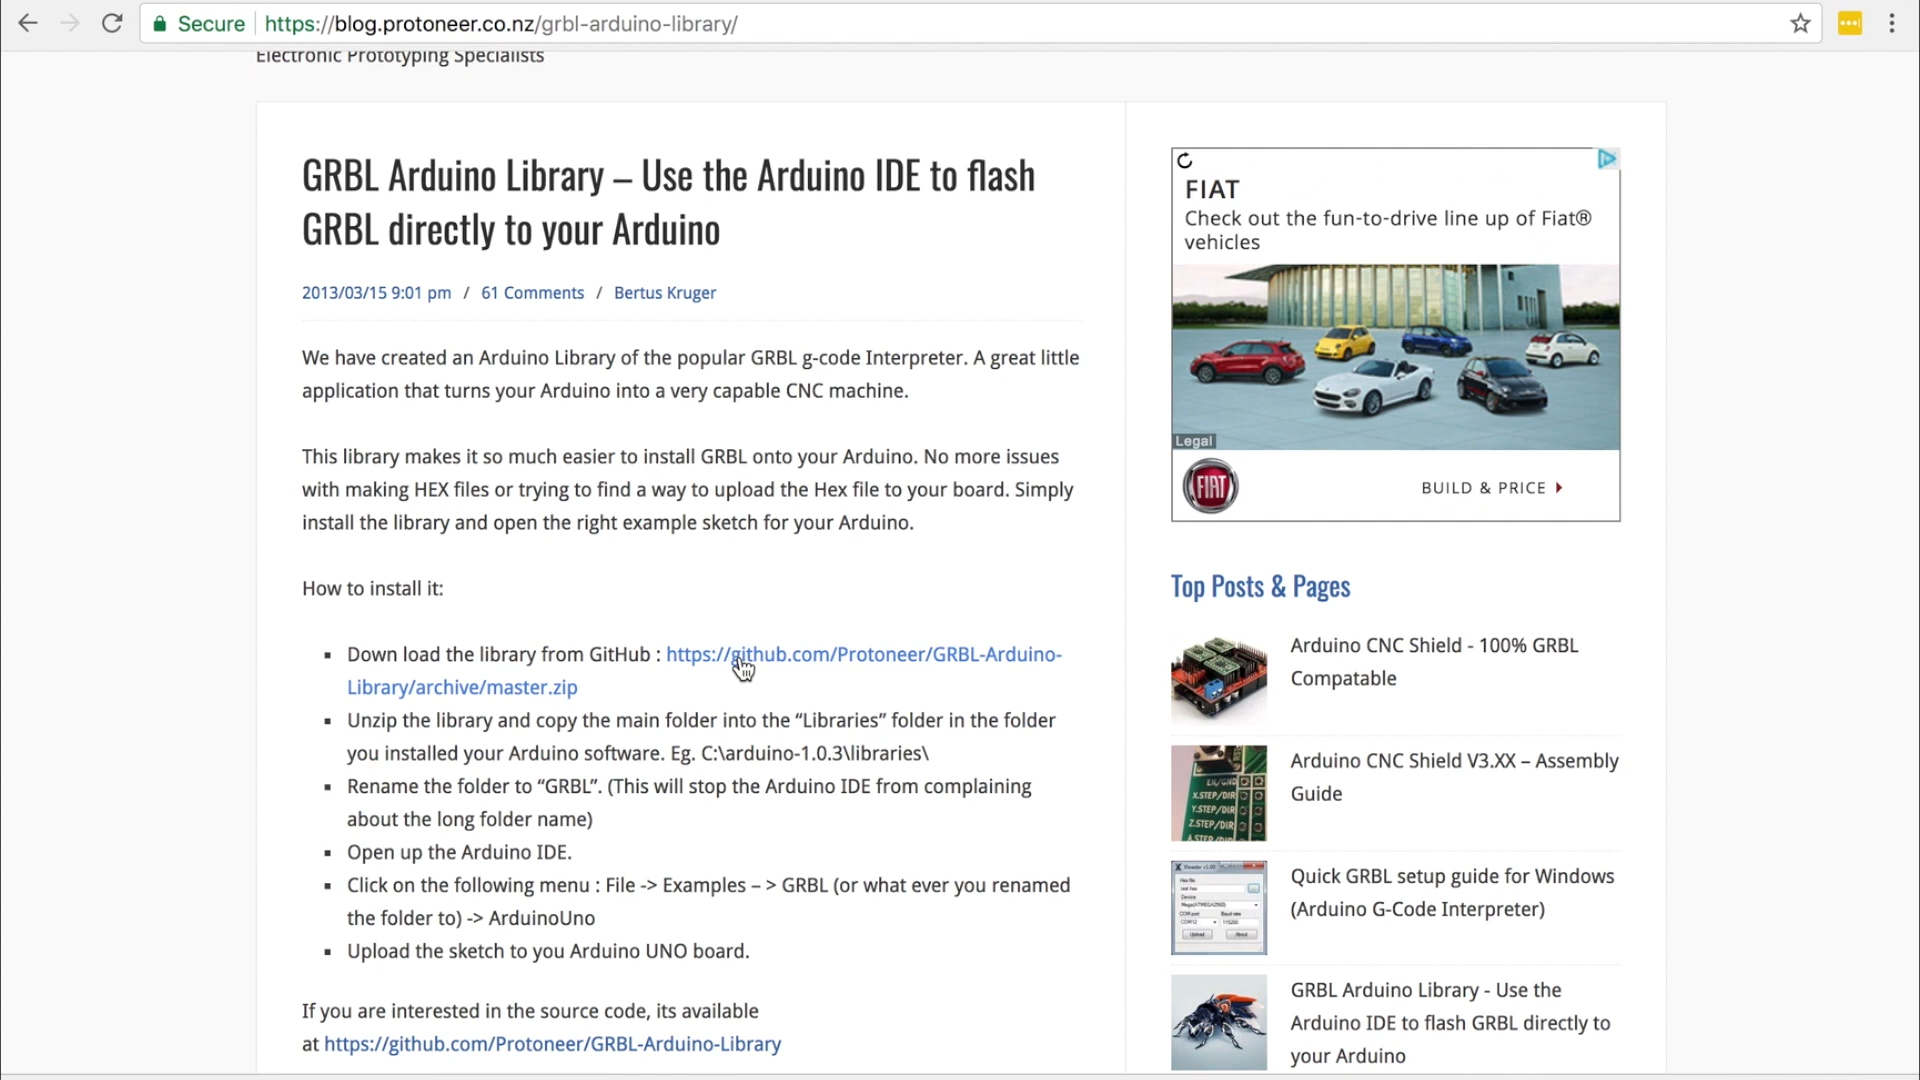 Secure https://blog.protoneer.co.nz/grbl-arduino-library/
Electronic Prototyping Specialists
GRBL Arduino Library – Use the Arduino IDE to flash
GRBL directly to your Arduino
2013/03/15 9:01 pm / 61 Comments / Bertus Kruger
We have created an Arduino Library of the popular GRBL g-code Interpreter. A great little
application that turns your Arduino into a very capable CNC machine.
This library makes it so much easier to install GRBL onto your Arduino. No more issues
with making HEX files or trying to find a way to upload the Hex file to your board. Simply
install the library and open the right example sketch for your Arduino.
How to install it:
▪ Down load the library from GitHub : https://github.com/Protoneer/GRBL-Arduino-
Library/archive/master.zip
▪ Unzip the library and copy the main folder into the “Libraries” folder in the folder
you installed your Arduino software. Eg. C:\arduino-1.0.3\libraries\
▪ Rename the folder to “GRBL”. (This will stop the Arduino IDE from complaining
about the long folder name)
▪ Open up the Arduino IDE.
▪ Click on the following menu : File -> Examples – > GRBL (or what ever you renamed
the folder to) -> ArduinoUno
▪ Upload the sketch to you Arduino UNO board.
If you are interested in the source code, its available
at https://github.com/Protoneer/GRBL-Arduino-Library
FIAT
Check out the fun-to-drive line up of Fiat®
vehicles
Legal
FIAT
BUILD & PRICE
Top Posts & Pages
Arduino CNC Shield - 100% GRBL
Compatable
EN/GND
X.STEP/DIR
Y.STEP/DIR
Z.STEP/DIR
A.STEP/DIR
Arduino CNC Shield V3.XX – Assembly
Guide
Upload
About
Quick GRBL setup guide for Windows
(Arduino G-Code Interpreter)
GRBL Arduino Library - Use the
Arduino IDE to flash GRBL directly to
your Arduino